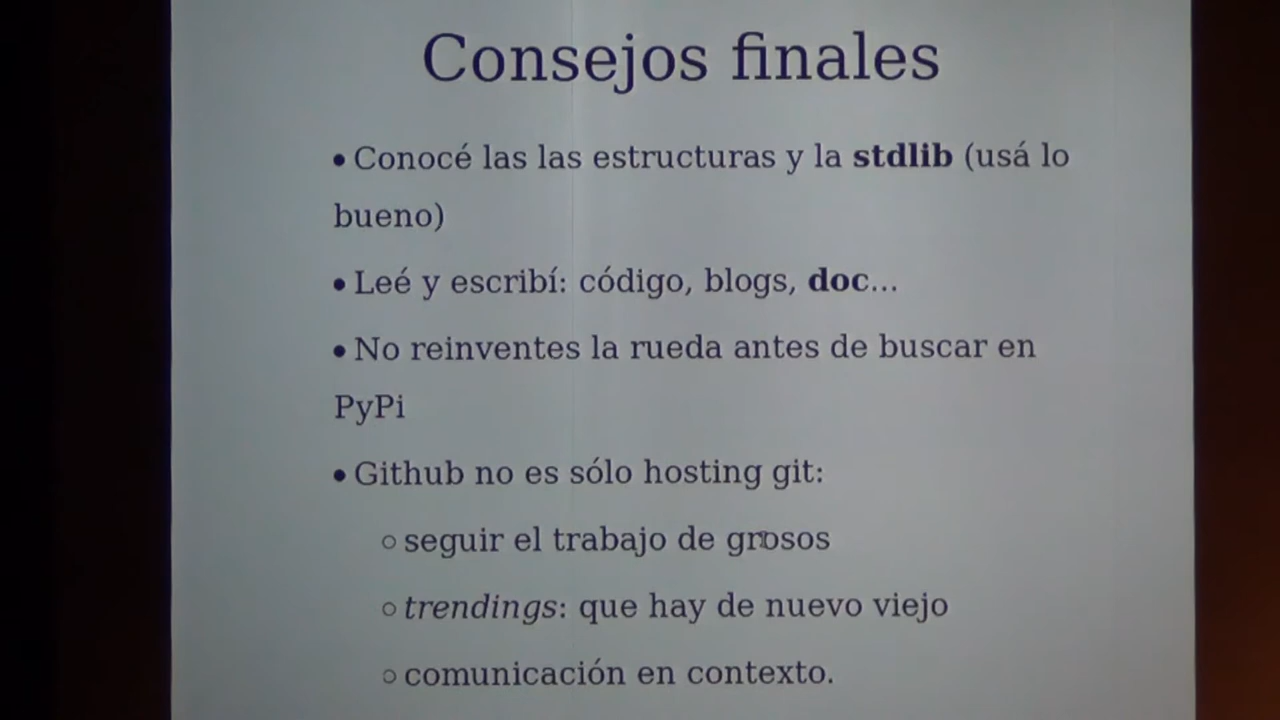 Consejos finales
• Conocé las las estructuras y la stdlib (usá lo
bueno)
• Leé y escribí: código, blogs, doc...
• No reinventes la rueda antes de buscar en
PyPi
• Github no es sólo hosting git:
○ seguir el trabajo de grosos
○ trendings: que hay de nuevo viejo
○ comunicación en contexto.